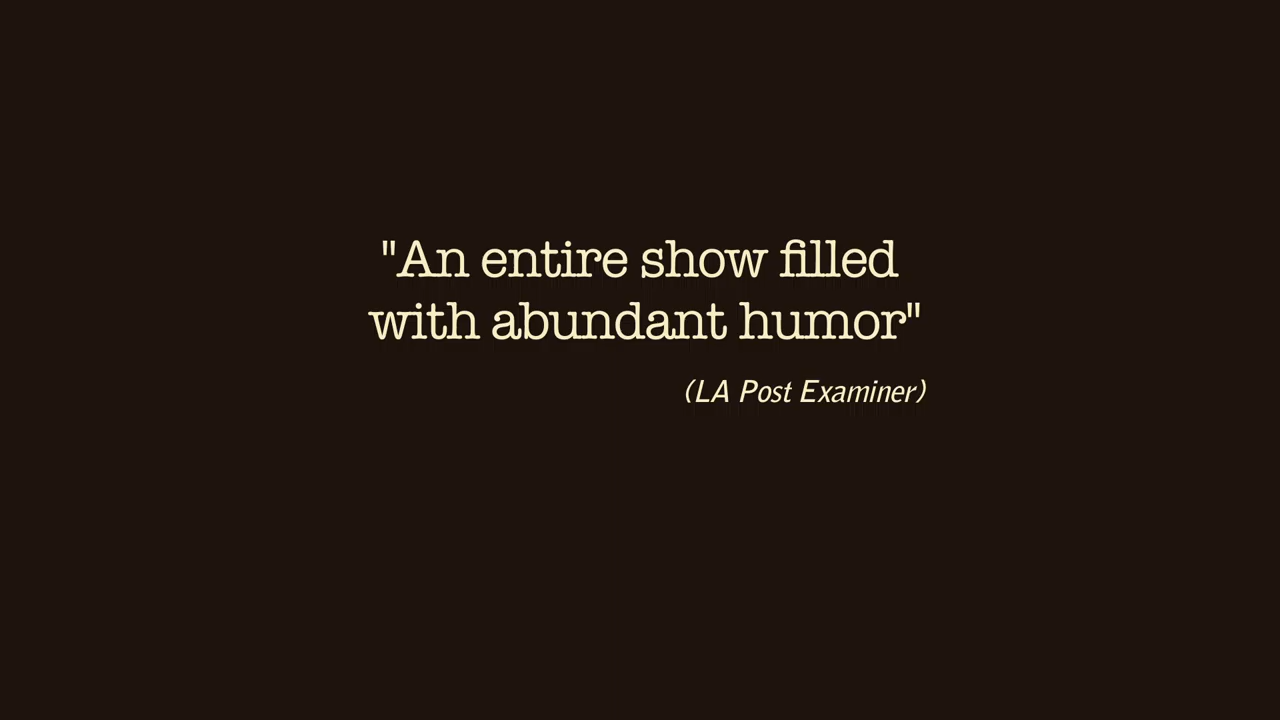 "An entire show filled
with abundant humor"
(LA Post Examiner)